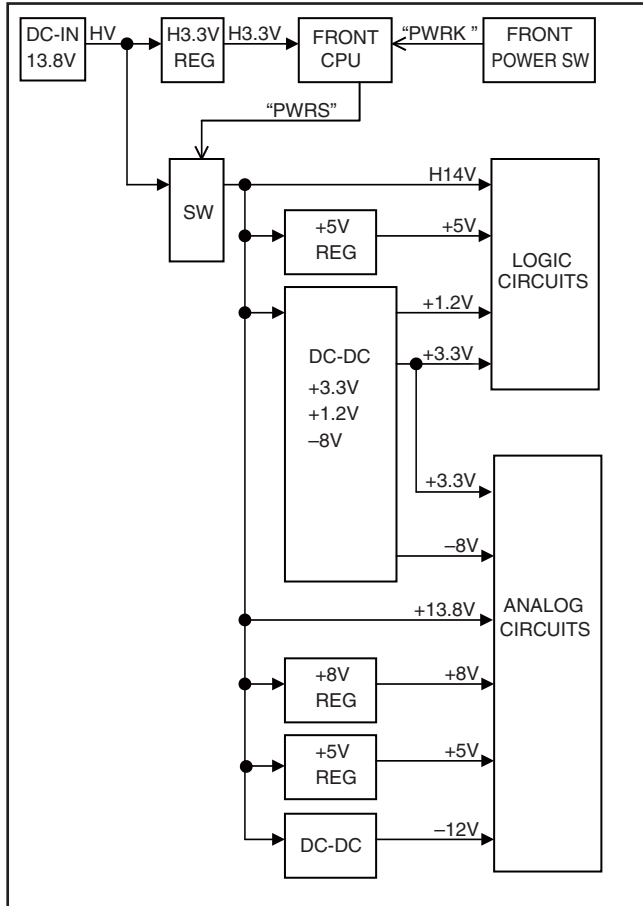 DC-IN
13.8V
HV
H3.3V
REG
H3.3V
FRONT
CPU
“PWRK ”
FRONT
POWER SW
“PWRS”
SW
H14V
+5V
REG
+5V
LOGIC
CIRCUITS
DC-DC
+3.3V
+1.2V
–8V
+1.2V
+3.3V
+3.3V
–8V
ANALOG
CIRCUITS
+13.8V
+8V
REG
+8V
+5V
REG
+5V
DC-DC
–12V